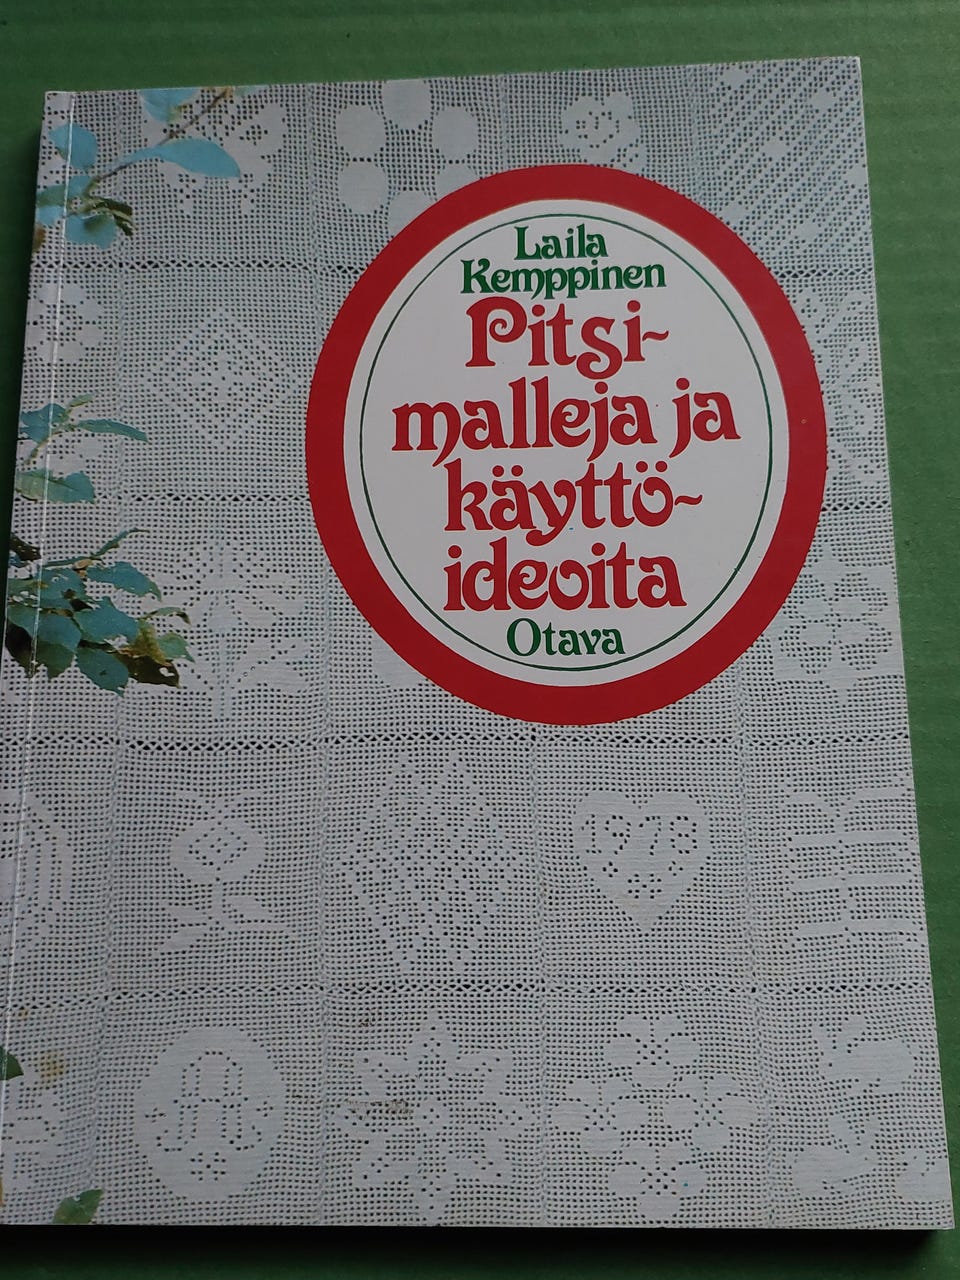 Laila
Kemppinen
Pitsi-
malleja ja
käyttö-
ideoita
Otava
1978